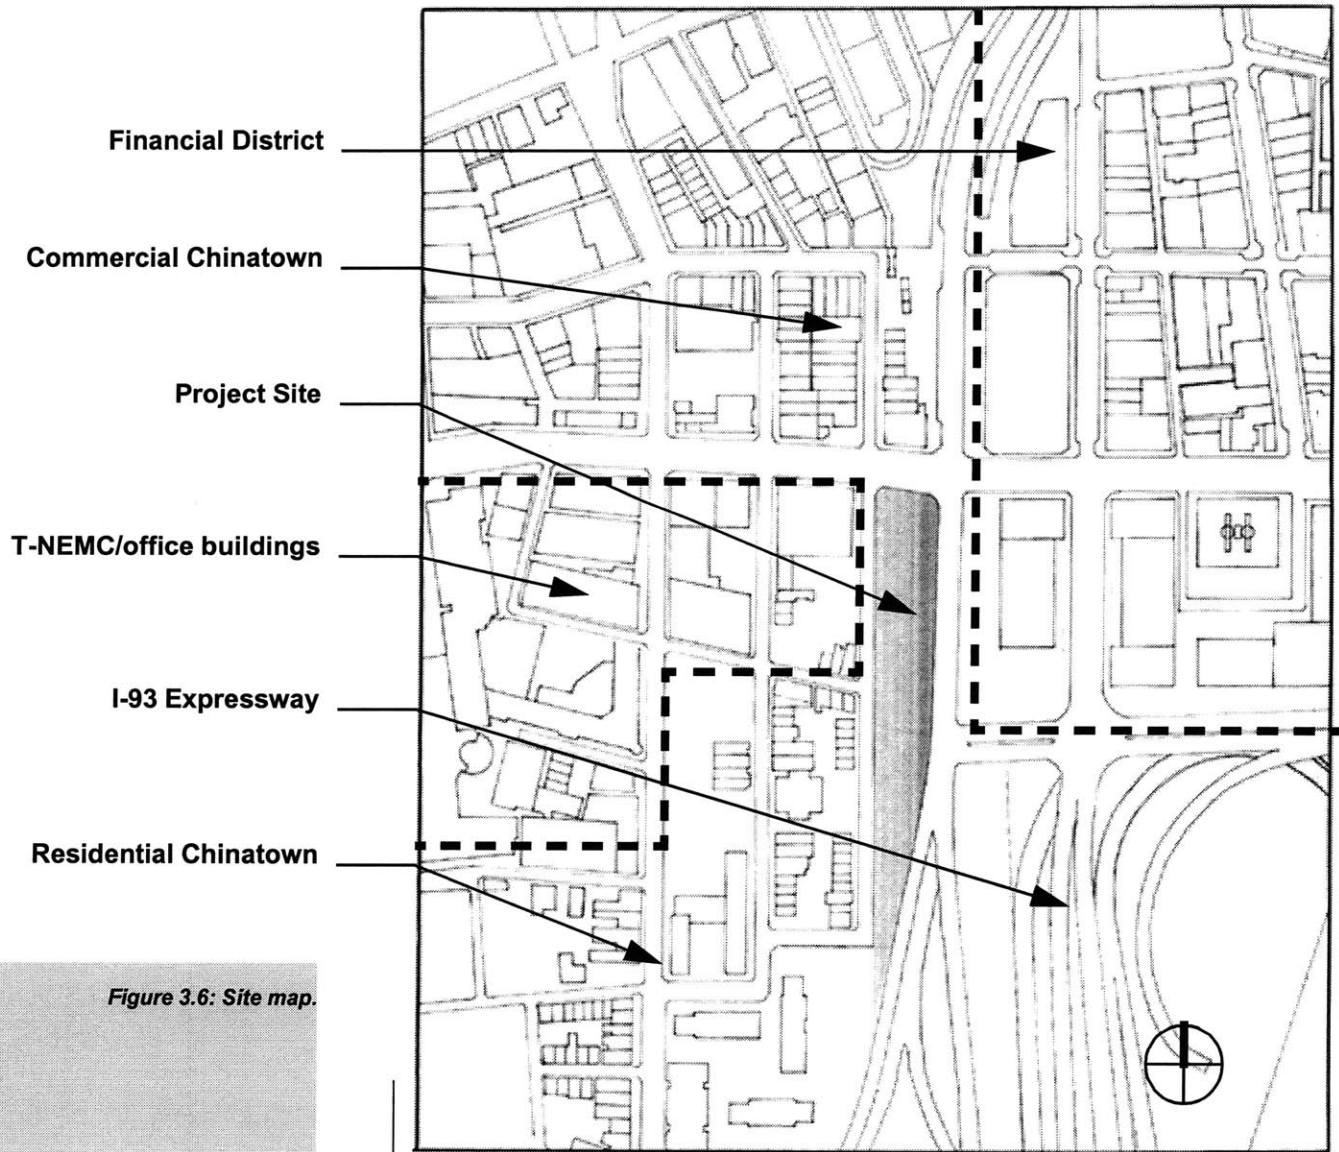 Financial District
Commercial Chinatown
Project Site
T-NEMC/office buildings
I-93 Expressway
Residential Chinatown
Figure 3.6: Site map.